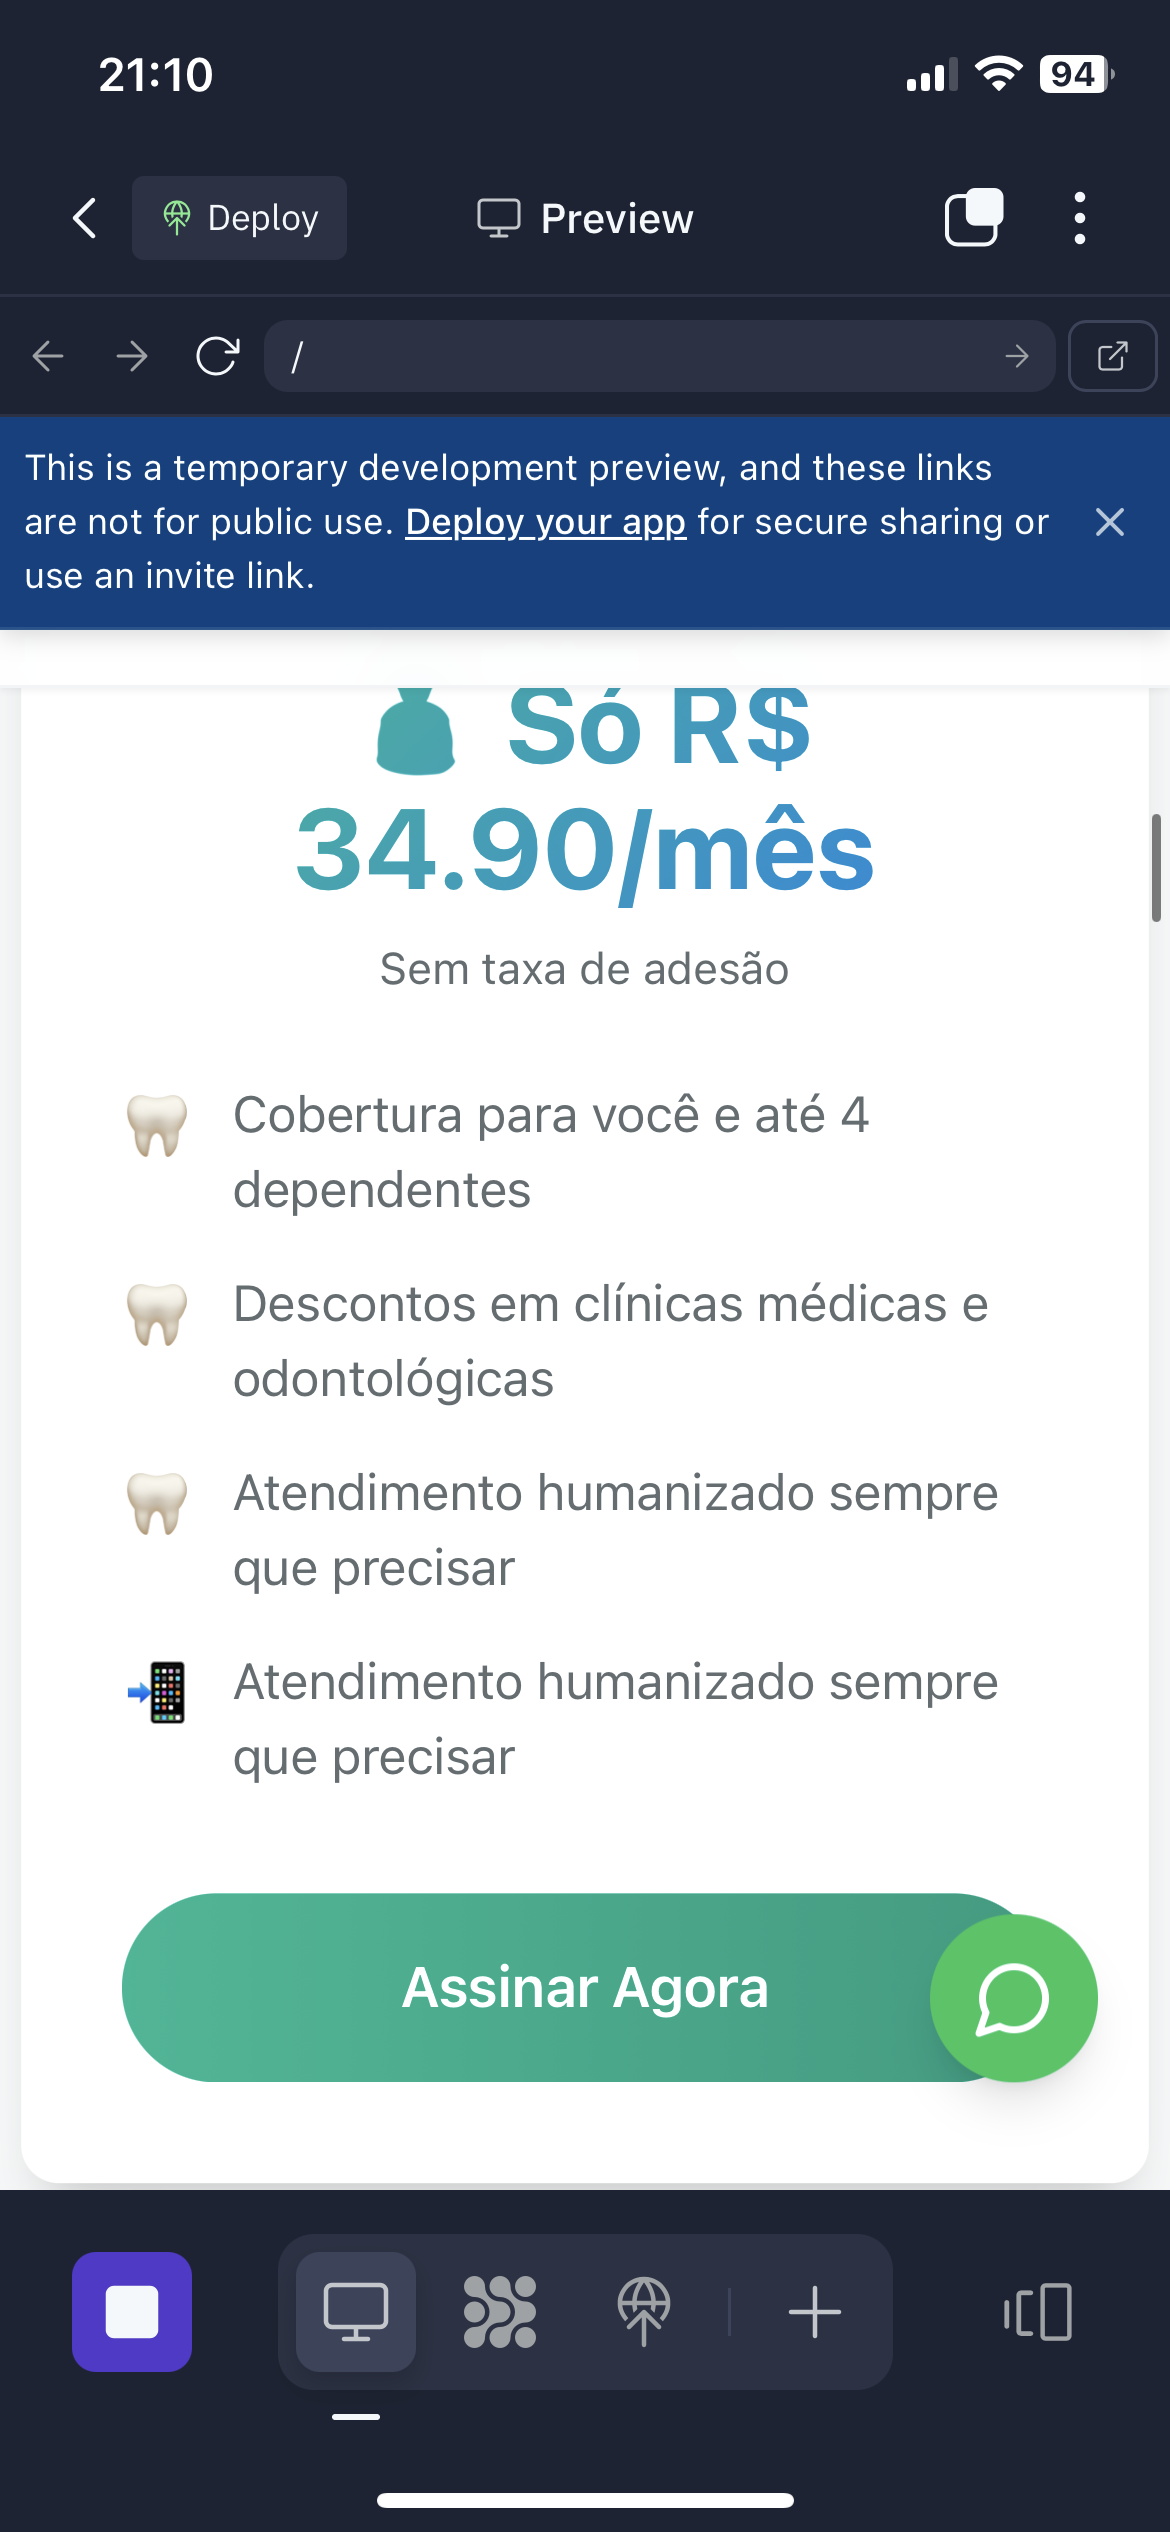 21:10
94
Deploy
Preview
/
This is a temporary development preview, and these links
are not for public use. Deploy your app for secure sharing or
use an invite link.
Só R$
34.90/mês
Sem taxa de adesão
Cobertura para você e até 4
dependentes
Descontos em clínicas médicas e
odontológicas
Atendimento humanizado sempre
que precisar
Atendimento humanizado sempre
que precisar
Assinar Agora